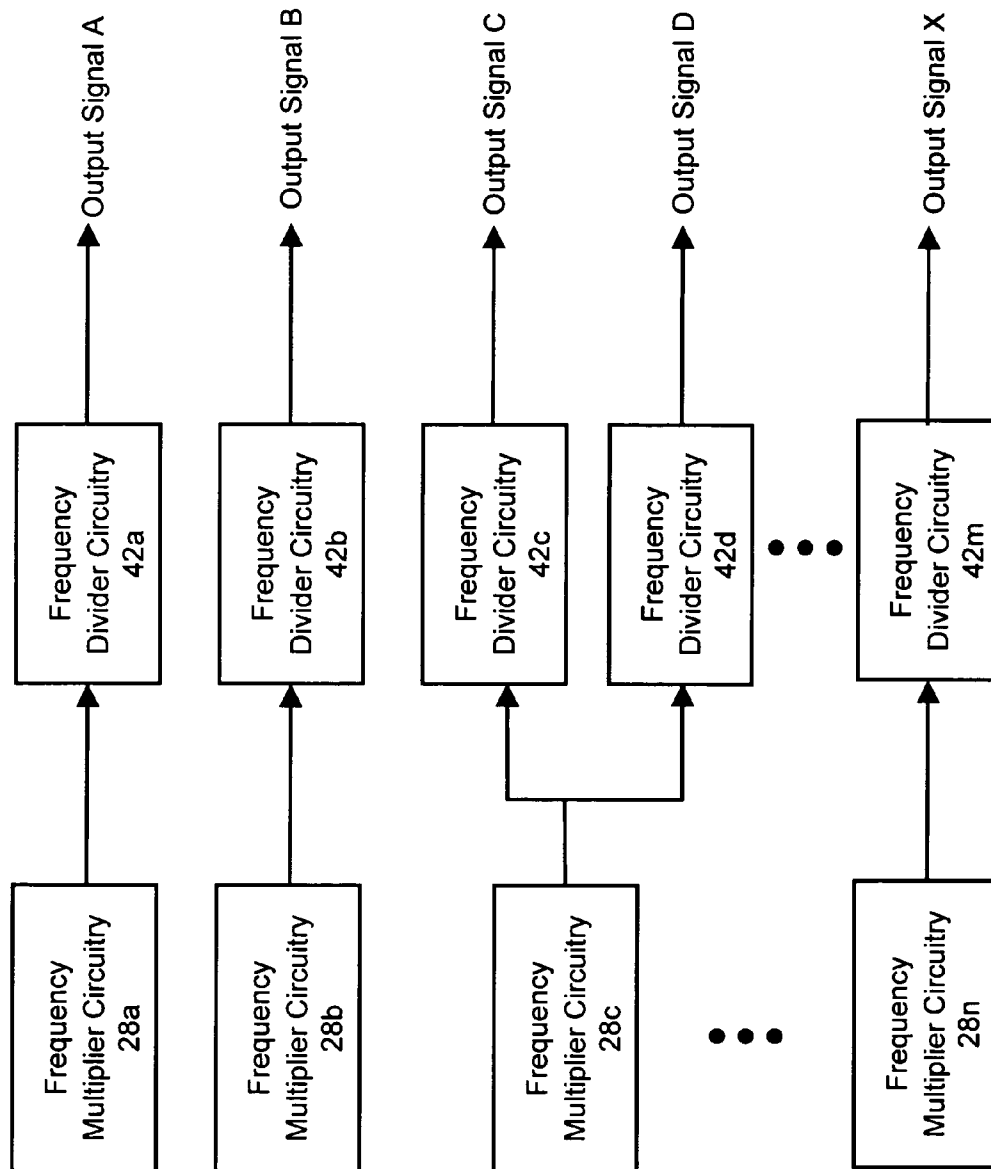 Output Signal A
Output Signal B
Output Signal C
Output Signal D
Output Signal X
Frequency
Divider Circuitry
42a
Frequency
Divider Circuitry
42b
Frequency
Divider Circuitry
42c
Frequency
Divider Circuitry
42d
Frequency
Divider Circuitry
42m
Frequency
Multiplier Circuitry
28a
Frequency
Multiplier Circuitry
28b
Frequency
Multiplier Circuitry
28c
Frequency
Multiplier Circuitry
28n